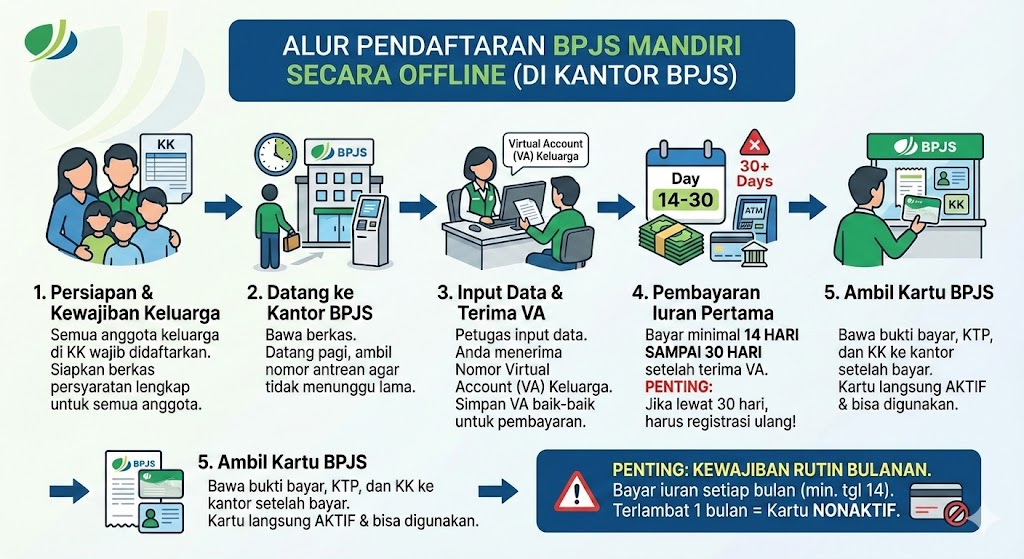 ALUR PENDAFTARAN BPJS MANDIRI
SECARA OFFLINE (DI KANTOR BPJS)
KK
1. Persiapan &
Kewajiban Keluarga
Semua anggota keluarga
di KK wajib didaftarkan.
Siapkan berkas
persyaratan lengkap
untuk semua anggota.
BPJS
2. Datang ke
Kantor BPJS
Bawa berkas.
Datang pagi, ambil
nomor antrean agar
tidak menunggu lama.
Virtual Account
(VA) Keluarga
3. Input Data &
Terima VA
Petugas input data.
Anda menerima
Nomor Virtual
Account (VA) Keluarga.
Simpan VA baik-baik
untuk pembayaran.
Day
14-30
30+
Days
ATM
4. Pembayaran
Iuran Pertama
Bayar minimal 14 HARI
SAMPAI 30 HARI
setelah terima VA.
PENTING:
Jika lewat 30 hari,
harus registrasi ulang!
BPJS
KK
5. Ambil Kartu BPJS
Bawa bukti bayar, KTP,
dan KK ke kantor
setelah bayar.
Kartu langsung AKTIF
& bisa digunakan.
BPJS
5. Ambil Kartu BPJS
Bawa bukti bayar, KTP, dan KK ke
kantor setelah bayar.
Kartu langsung AKTIF & bisa digunakan.
PENTING: KEWAJIBAN RUTIN BULANAN.
Bayar iuran setiap bulan (min. tgl 14).
Terlambat 1 bulan = Kartu NONAKTIF.